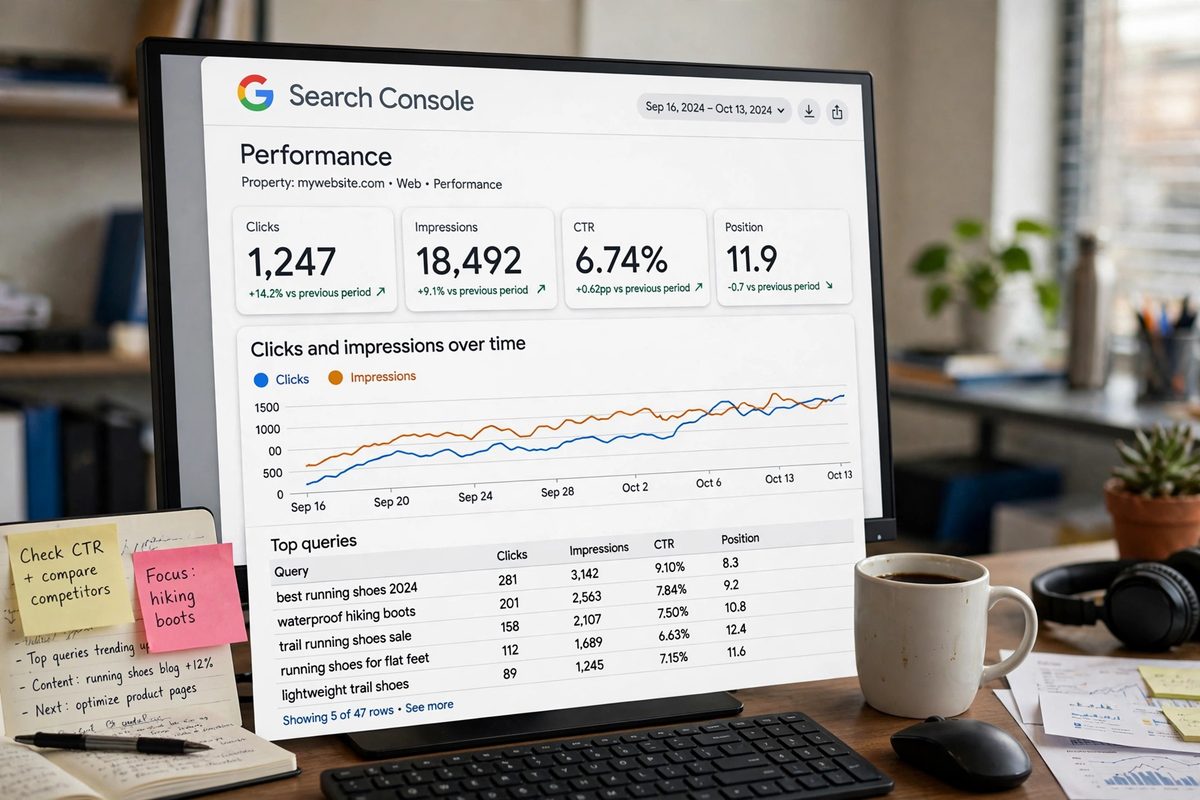 G Search Console
Sep 16, 2024 – Oct 13, 2024
Performance
Property: mywebsite.com • Web • Performance
Clicks
1,247
+14.2% vs previous period ↗
Impressions
18,492
+9.1% vs previous period ↗
CTR
6.74%
+0.62pp vs previous period ↗
Position
11.9
-0.7 vs previous period ↘
Clicks and impressions over time
Clicks
Impressions
1500
1000
00
500
0
Sep 16
Sep 20
Sep 24
Sep 28
Oct 2
Oct 6
Oct 13
Oct 13
Top queries
Query Clicks Impressions CTR Position
best running shoes 2024 281 3,142 9.10% 8.3
waterproof hiking boots 201 2,563 7.84% 9.2
trail running shoes sale 158 2,107 7.50% 10.8
running shoes for flat feet 112 1,689 6.63% 12.4
lightweight trail shoes 89 1,245 7.15% 11.6
Showing 5 of 47 rows • See more
Check CTR
+ compare
competitors
Focus:
hiking
boots
- Top queries trending up
- Content: running shoes blog +12%
- Next: optimize product pages